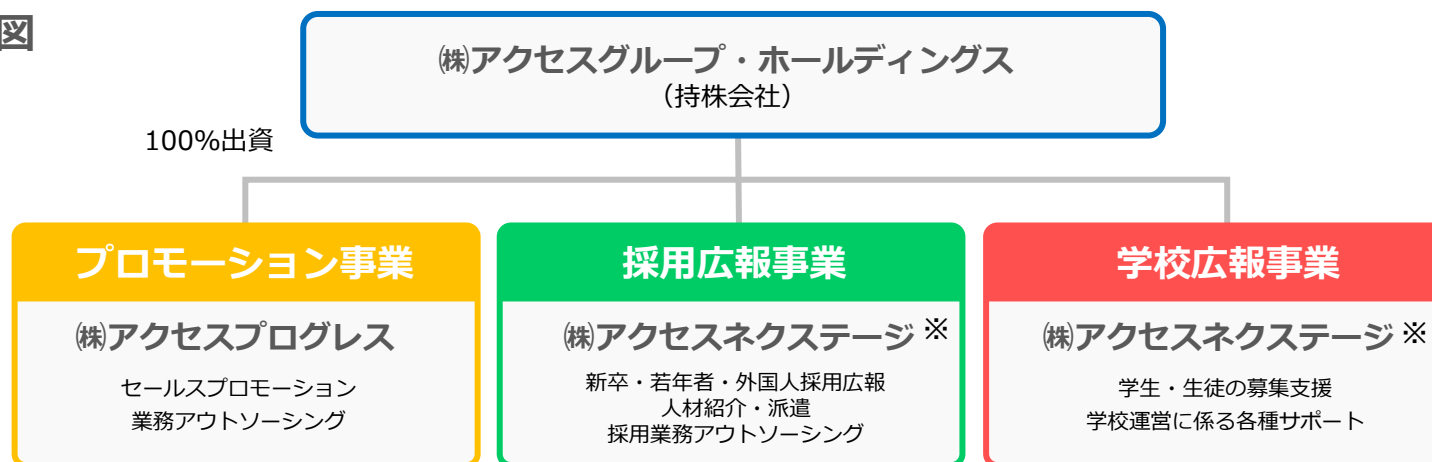 図
㈱アクセスグループ・ホールディングス
（持株会社）
100%出資
プロモーション事業
㈱アクセスプログレス
セールスプロモーション
業務アウトソーシング
採用広報事業
㈱アクセスネクステージ ※
新卒・若年者・外国人採用広報
人材紹介・派遣
採用業務アウトソーシング
学校広報事業
㈱アクセスネクステージ ※
学生・生徒の募集支援
学校運営に係る各種サポート